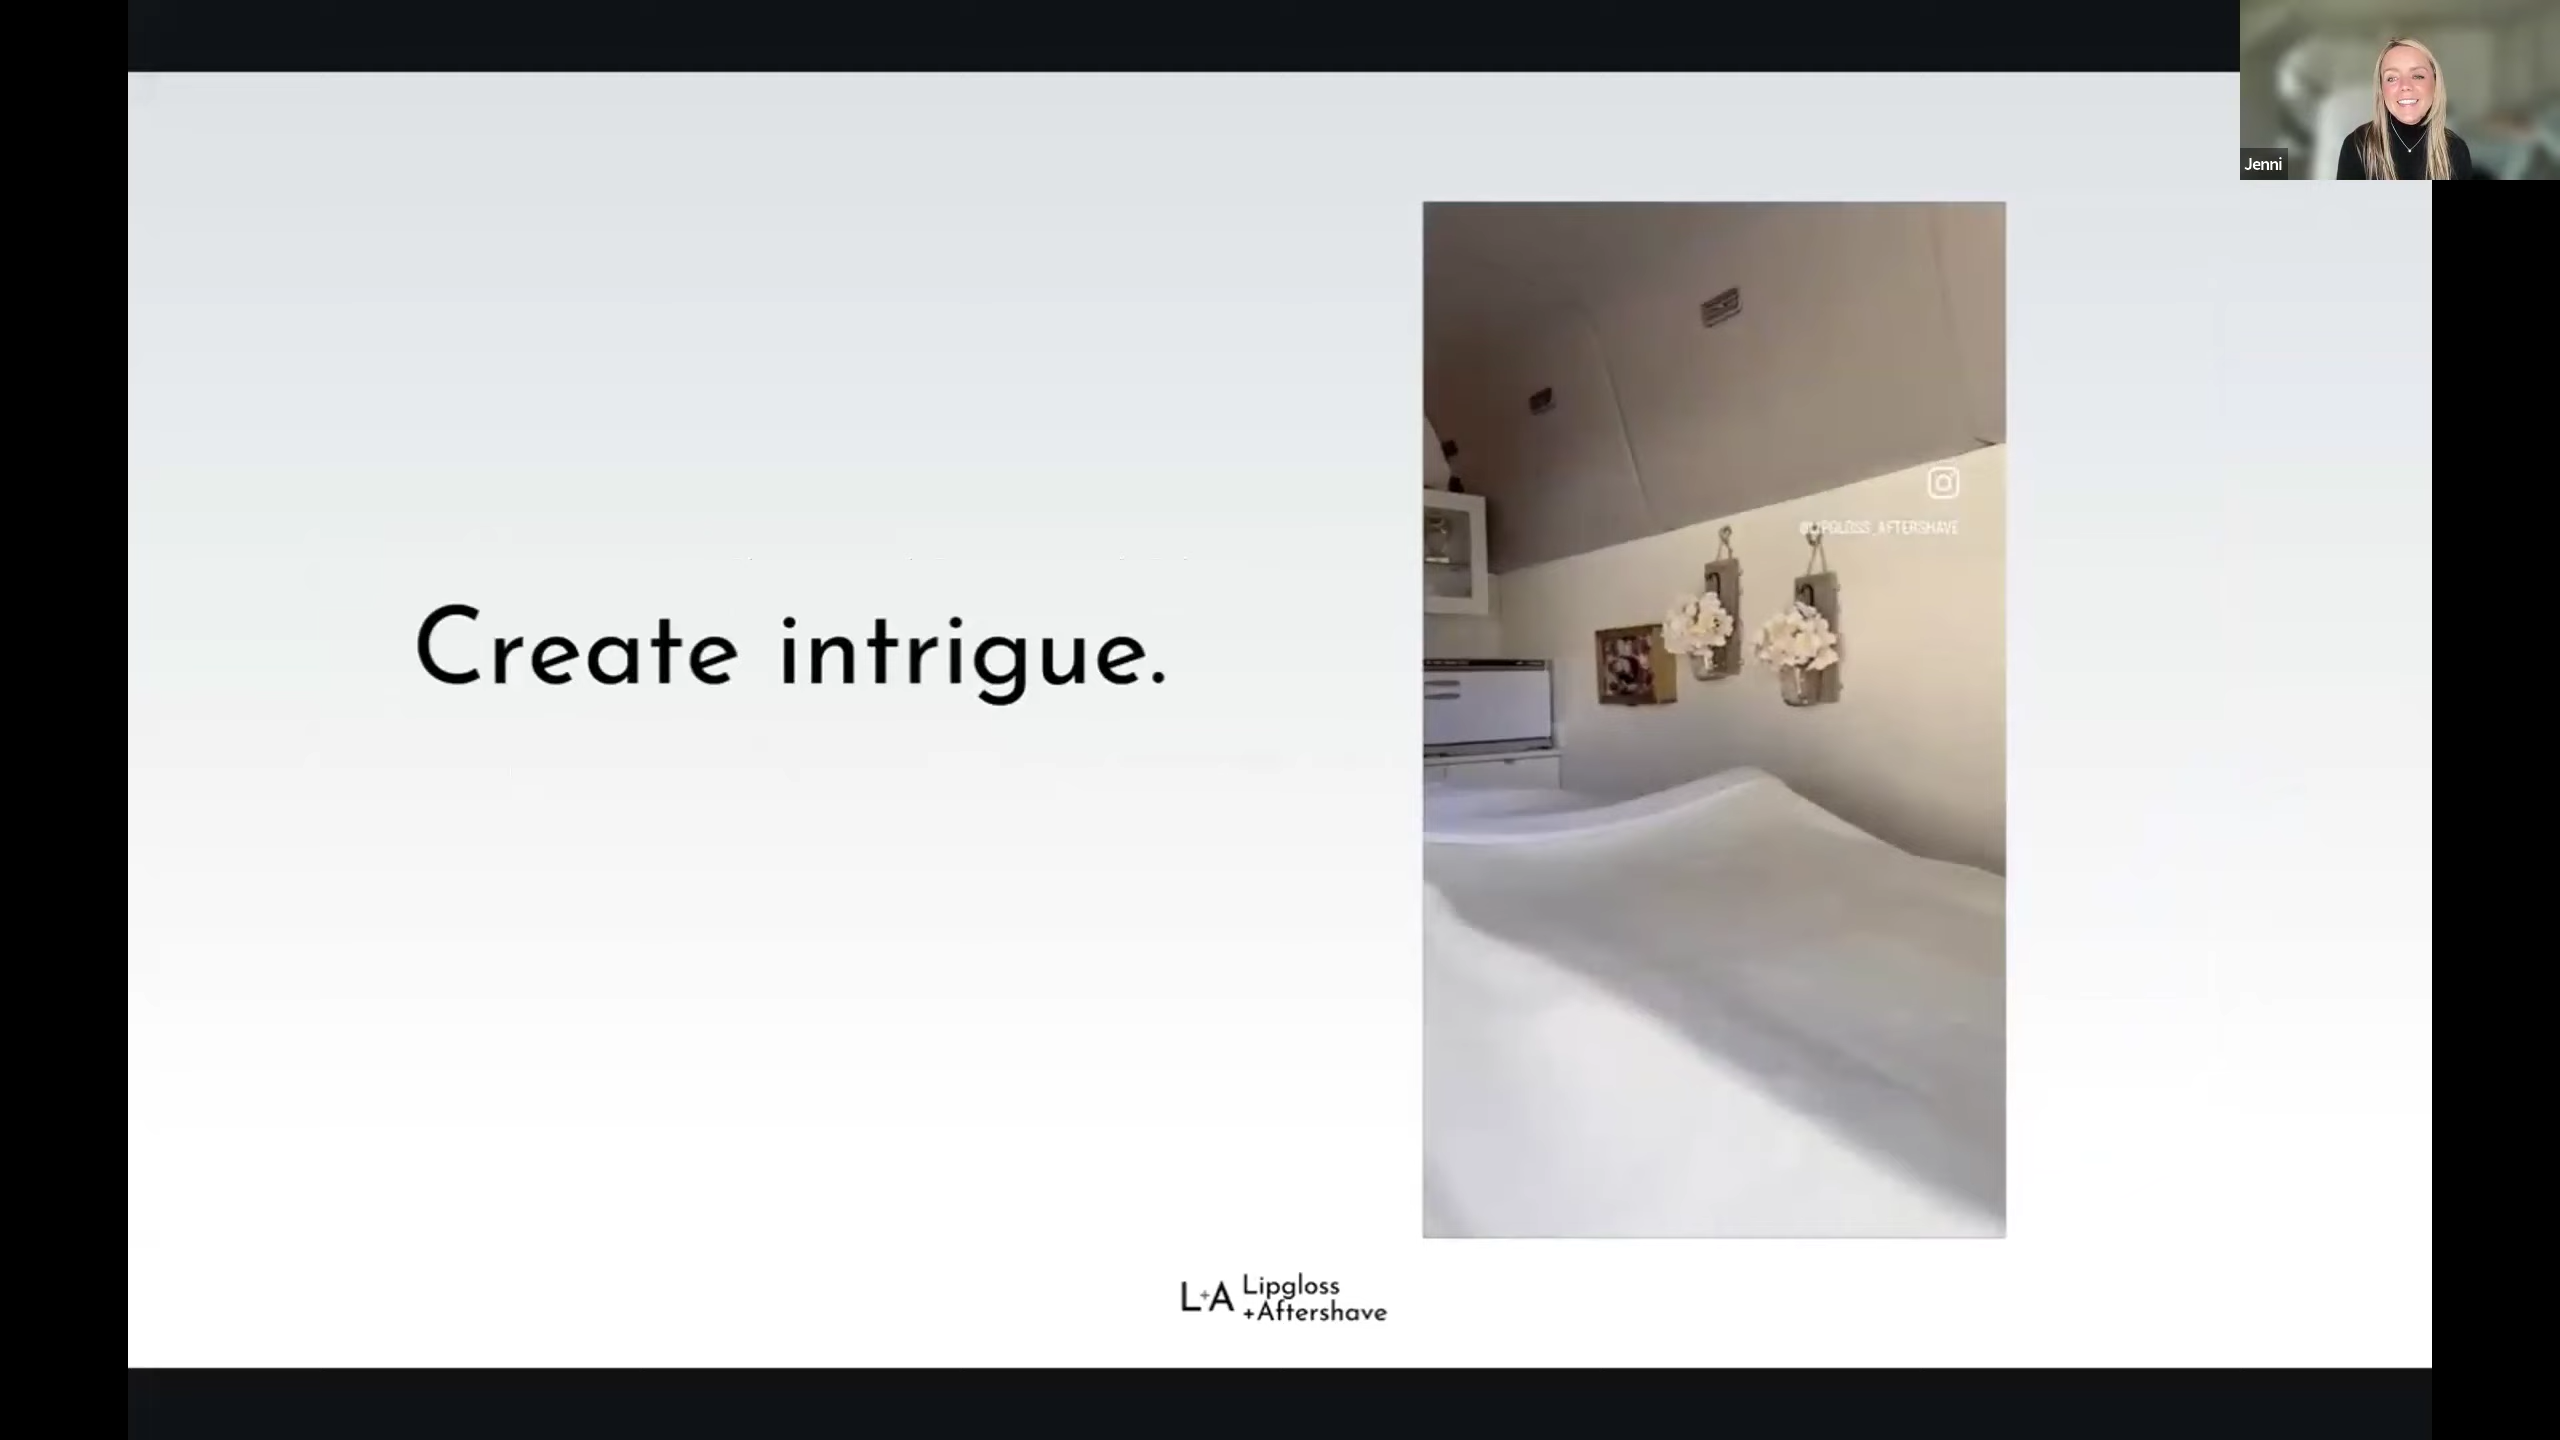 Jenni
Create intrigue.
@LIPGLOSS_AFTERSHAVE
L+A
Lipgloss
+Aftershave